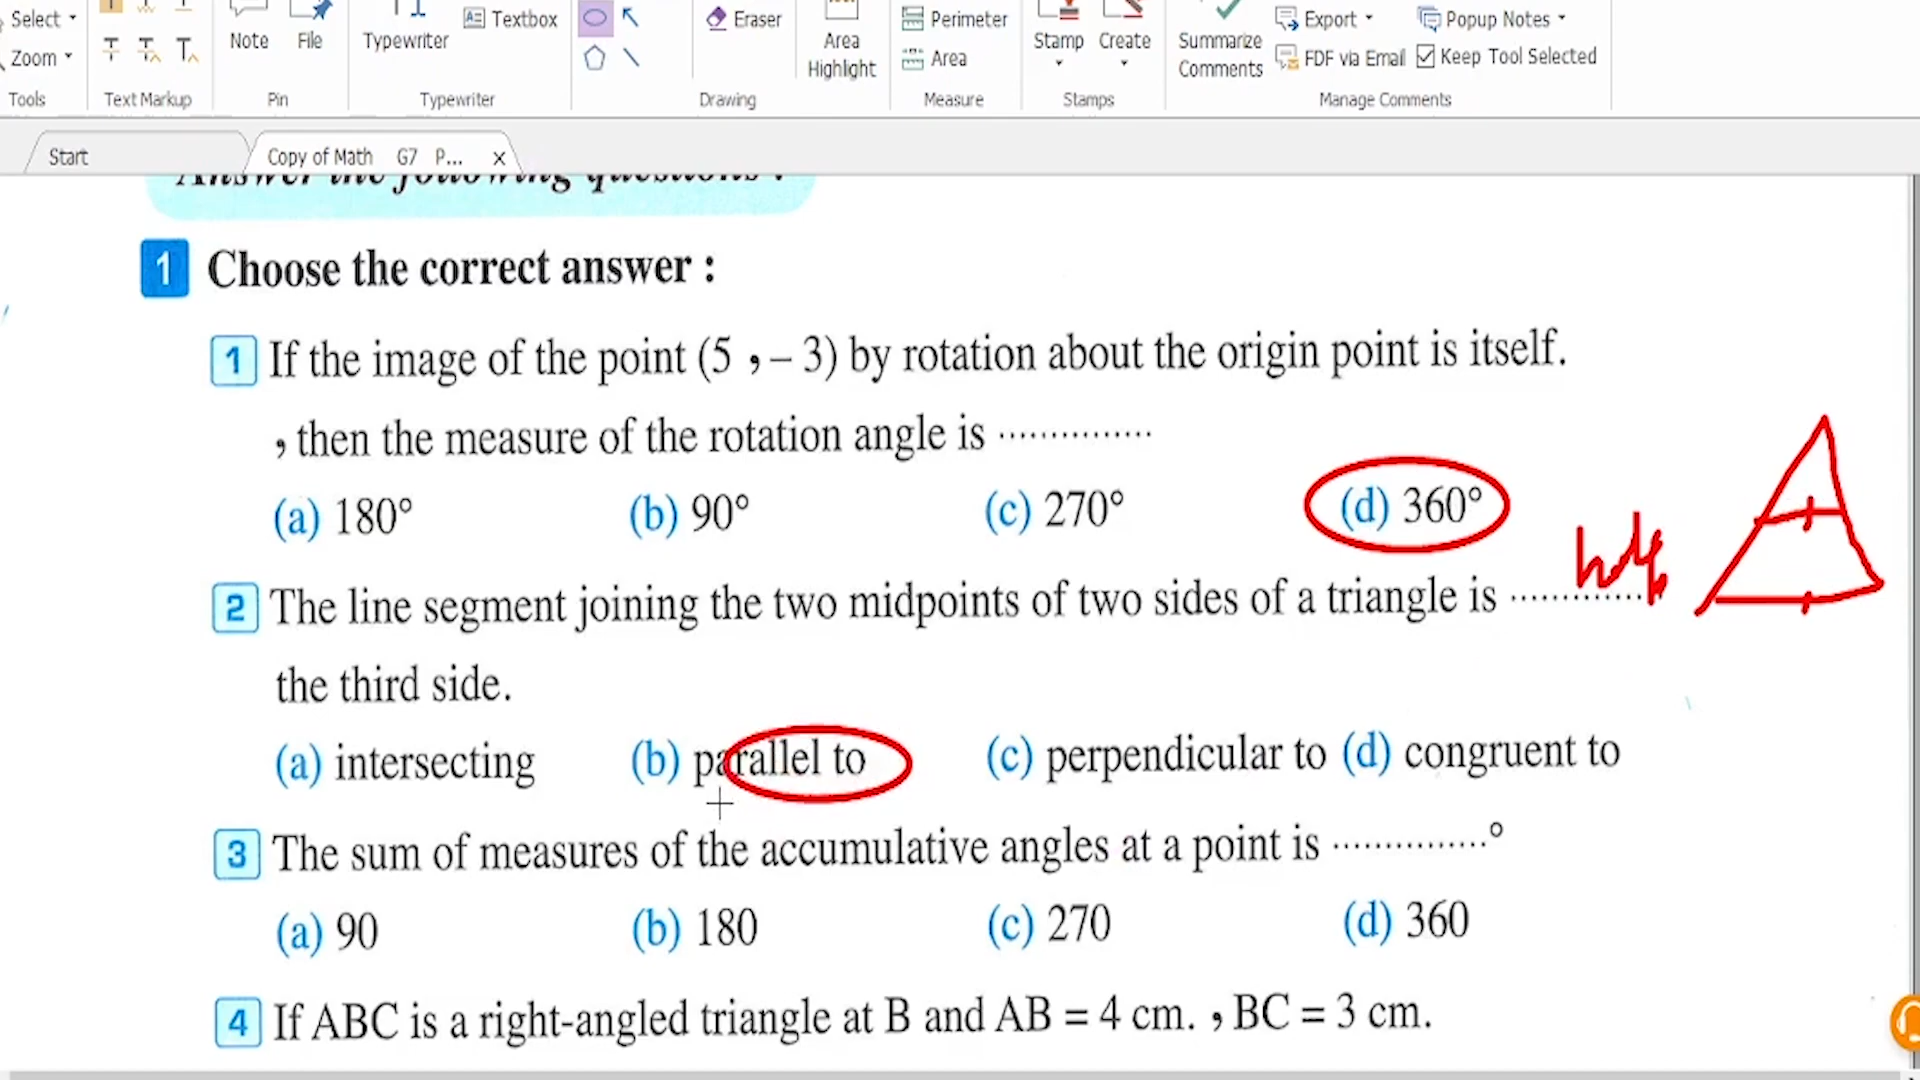 Select
Zoom
Tools
Text Markup
Note
File
Pin
Typewriter
Textbox
Typewriter
Drawing
Eraser
Area
Highlight
Perimeter
Area
Measure
Stamp
Create
Stamps
Summarize
Comments
Export
FDF via Email
Popup Notes
Keep Tool Selected
Manage Comments
Start
Copy of Math G7 P... x
Answer the following questions :
1 Choose the correct answer :
1 If the image of the point (5 , – 3) by rotation about the origin point is itself.
, then the measure of the rotation angle is ...............
(a) 180° (b) 90° (c) 270° (d) 360°
half
2 The line segment joining the two midpoints of two sides of a triangle is ...............
the third side.
(a) intersecting (b) parallel to (c) perpendicular to (d) congruent to
3 The sum of measures of the accumulative angles at a point is ...............°
(a) 90 (b) 180 (c) 270 (d) 360
4 If ABC is a right-angled triangle at B and AB = 4 cm. , BC = 3 cm.